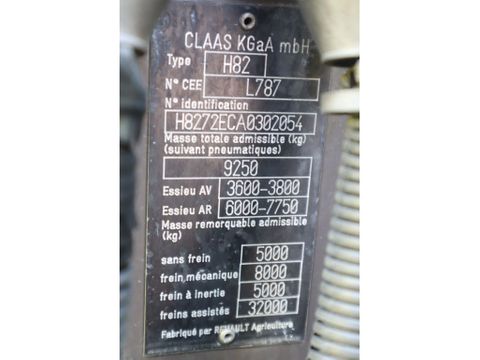 CLAAS KGaA mbH
Type H82
N° CEE L787
N° identification
H8272ECA0302054
Masse totale admissible (kg)
(suivant pneumatiques)
9250
Essieu AV 3600-3800
Essieu AR 6000-7750
Masse remorquable admissible
(kg)
sans frein 5000
frein mécanique 8000
frein à inertie 5000
freins assistés 32000
Fabriqué par RENAULT Agriculture